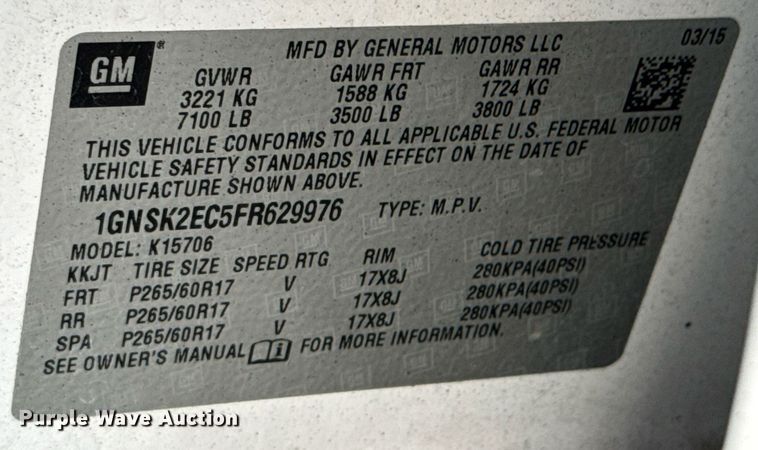 GM®
MFD BY GENERAL MOTORS LLC 03/15
GVWR GAWR FRT GAWR RR
3221 KG 1588 KG 1724 KG
7100 LB 3500 LB 3800 LB
THIS VEHICLE CONFORMS TO ALL APPLICABLE U.S. FEDERAL MOTOR
VEHICLE SAFETY STANDARDS IN EFFECT ON THE DATE OF
MANUFACTURE SHOWN ABOVE.
1GNSK2EC5FR629976 TYPE: M.P.V.
MODEL: K15706
KKJT TIRE SIZE SPEED RTG RIM COLD TIRE PRESSURE
FRT P265/60R17 V 17X8J 280KPA(40PSI)
RR P265/60R17 V 17X8J 280KPA(40PSI)
SPA P265/60R17 V 17X8J 280KPA(40PSI)
SEE OWNER'S MANUAL i FOR MORE INFORMATION.
Purple Wave Auction